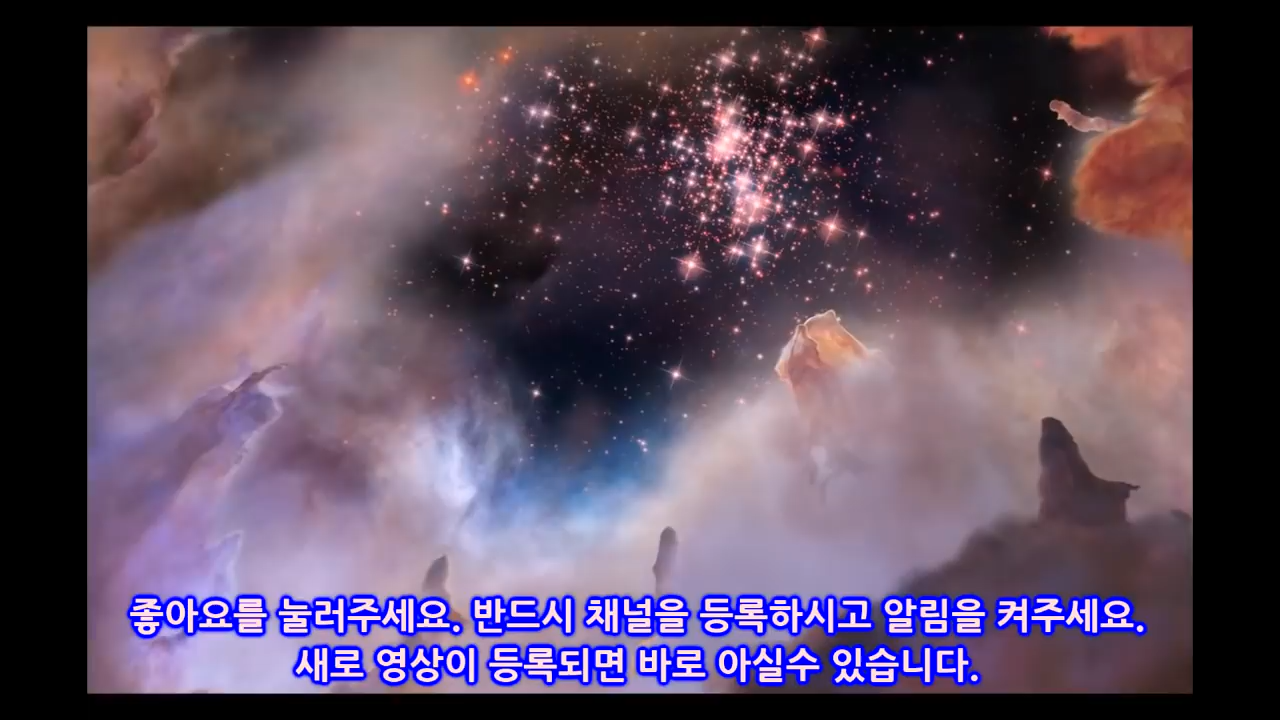 좋아요를 눌러주세요. 반드시 채널을 등록하시고 알림을 켜주세요.
새로 영상이 등록되면 바로 아실수 있습니다.